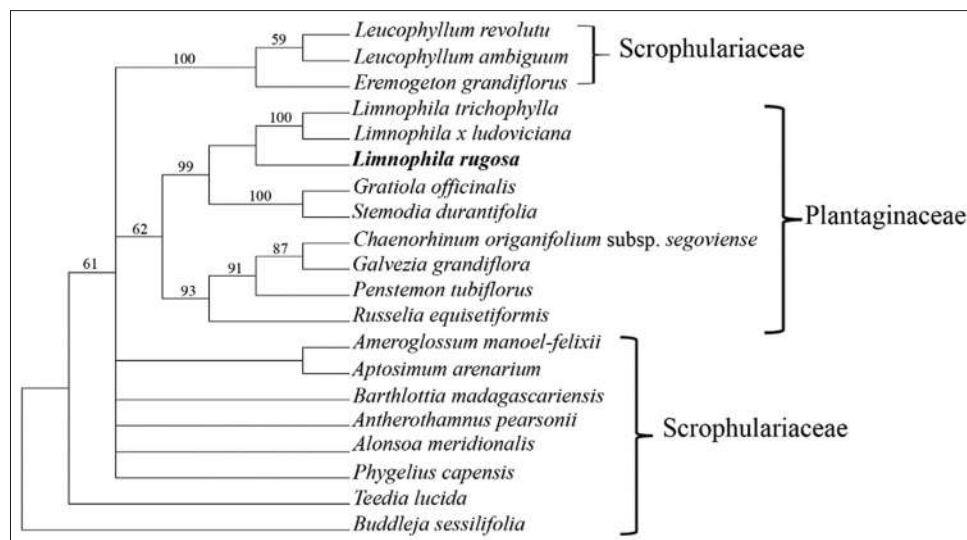 Leucophyllum revolutu
59
Leucophyllum ambiguum
Scrophulariaceae
100
Eremogeton grandiflorus
Limnophila trichophylla
100
Limnophila x ludoviciana
Limnophila rugosa
99
Gratiola officinalis
100
Stemodia durantifolia
Plantaginaceae
62
Chaenorhinum origanifolium subsp. segoviense
87
Galvezia grandiflora
91
61
Penstemon tubiflorus
93
Russelia equisetiformis
Ameroglossum manoel-felixii
Aptosimum arenarium
Barthlottia madagascariensis
Antherothamnus pearsonii
Scrophulariaceae
Alonsoa meridionalis
Phygelius capensis
Teedia lucida
Buddleja sessilifolia